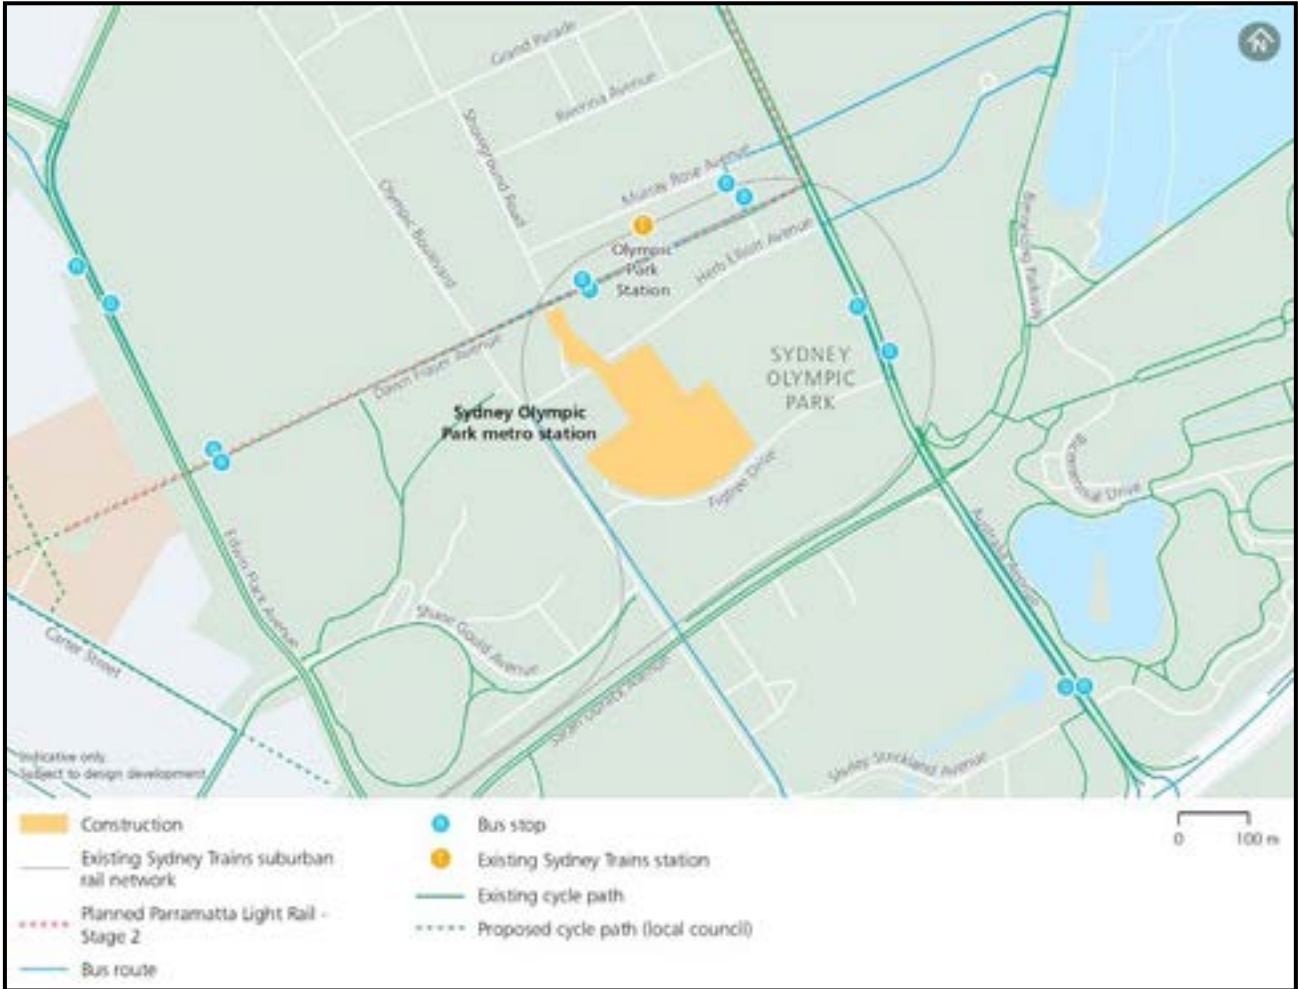 N
Grand Parade
Riverina Avenue
Showground Road
Murray Rose Avenue
Olympic Boulevard
Olympic
Park
Station
Herb Elliott Avenue
Bennelong Parkway
Dawn Fraser Avenue
SYDNEY
OLYMPIC
PARK
Sydney Olympic
Park metro station
Figtree Drive
Bicentennial Drive
Australia Avenue
Edwin Flack Avenue
Shane Gould Avenue
Carter Street
Sarah Durack Avenue
Shirley Strickland Avenue
Indicative only.
Subject to design development
Construction
Existing Sydney Trains suburban
rail network
Planned Parramatta Light Rail -
Stage 2
Bus route
B Bus stop
T Existing Sydney Trains station
Existing cycle path
Proposed cycle path (local council)
0 100 m